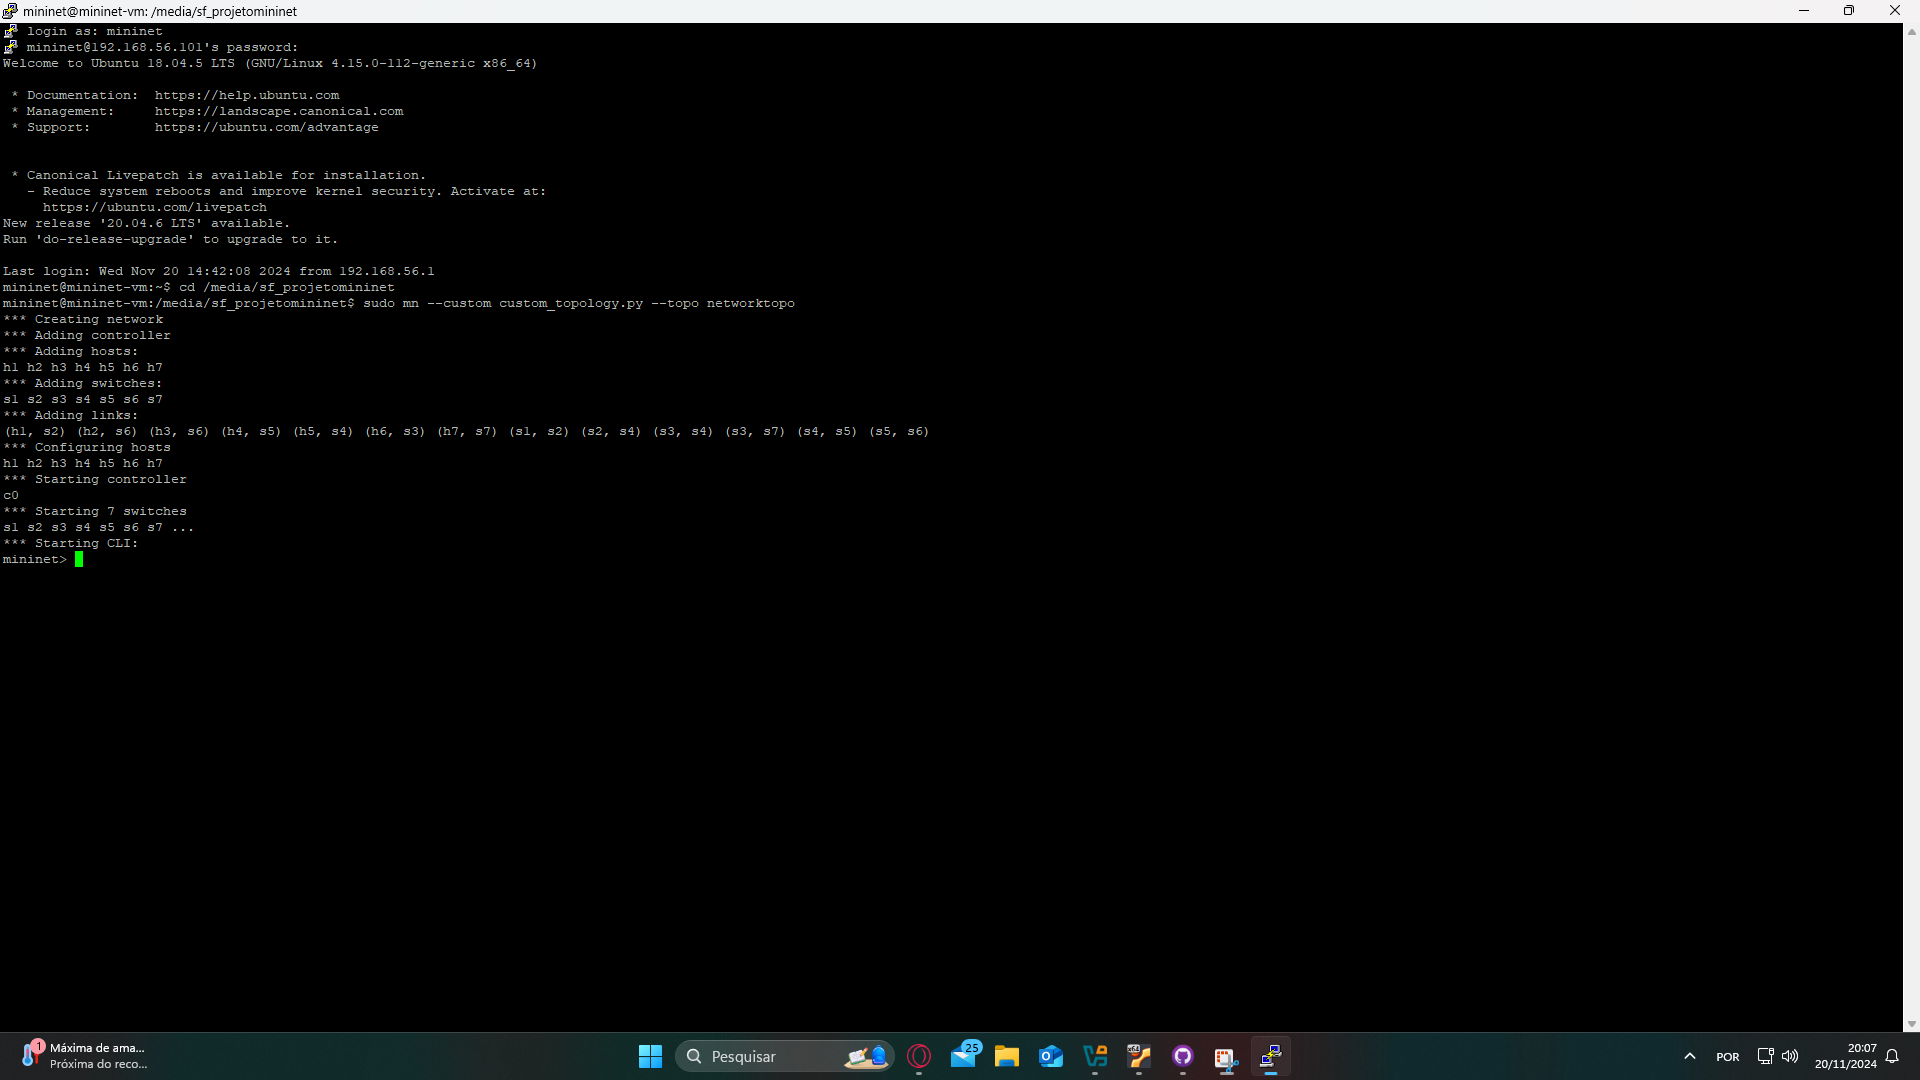 mininet@mininet-vm: /media/sf_projetomininet
login as: mininet
mininet@192.168.56.101's password:
Welcome to Ubuntu 18.04.5 LTS (GNU/Linux 4.15.0-112-generic x86_64)
* Documentation:  https://help.ubuntu.com
* Management:     https://landscape.canonical.com
* Support:        https://ubuntu.com/advantage
* Canonical Livepatch is available for installation.
- Reduce system reboots and improve kernel security. Activate at:
https://ubuntu.com/livepatch
New release '20.04.6 LTS' available.
Run 'do-release-upgrade' to upgrade to it.
Last login: Wed Nov 20 14:42:08 2024 from 192.168.56.1
mininet@mininet-vm:~$ cd /media/sf_projetomininet
mininet@mininet-vm:/media/sf_projetomininet$ sudo mn --custom custom_topology.py --topo networktopo
*** Creating network
*** Adding controller
*** Adding hosts:
h1 h2 h3 h4 h5 h6 h7
*** Adding switches:
s1 s2 s3 s4 s5 s6 s7
*** Adding links:
(h1, s2) (h2, s6) (h3, s6) (h4, s5) (h5, s4) (h6, s3) (h7, s7) (s1, s2) (s2, s4) (s3, s4) (s3, s7) (s4, s5) (s5, s6)
*** Configuring hosts
h1 h2 h3 h4 h5 h6 h7
*** Starting controller
c0
*** Starting 7 switches
s1 s2 s3 s4 s5 s6 s7 ...
*** Starting CLI:
mininet>
1
Máxima de ama...
Próxima do reco...
Pesquisar
25
POR
20:07
20/11/2024